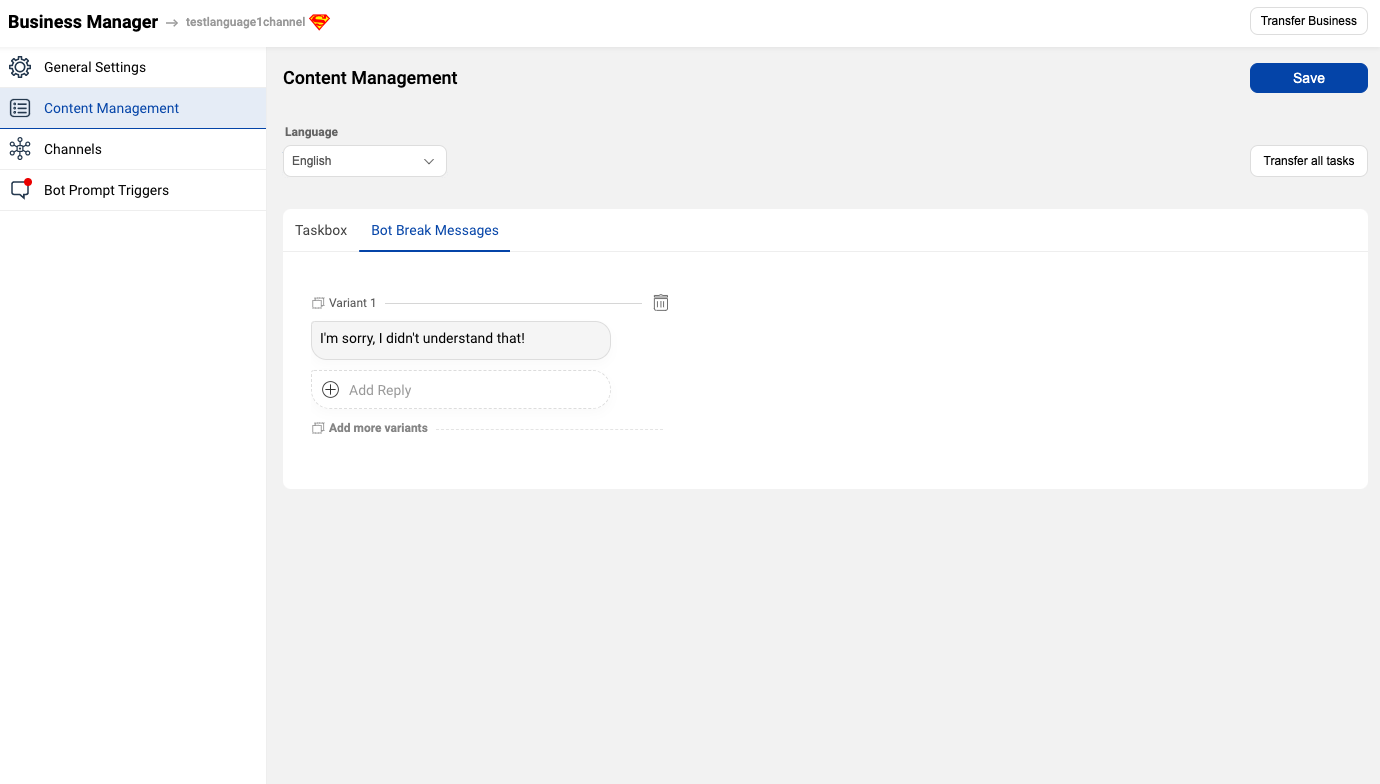 Business Manager → testlanguage1channel
Transfer Business
General Settings
Content Management
Channels
Bot Prompt Triggers
Content Management
Save
Language
English
Transfer all tasks
Taskbox
Bot Break Messages
Variant 1
I'm sorry, I didn't understand that!
Add Reply
Add more variants